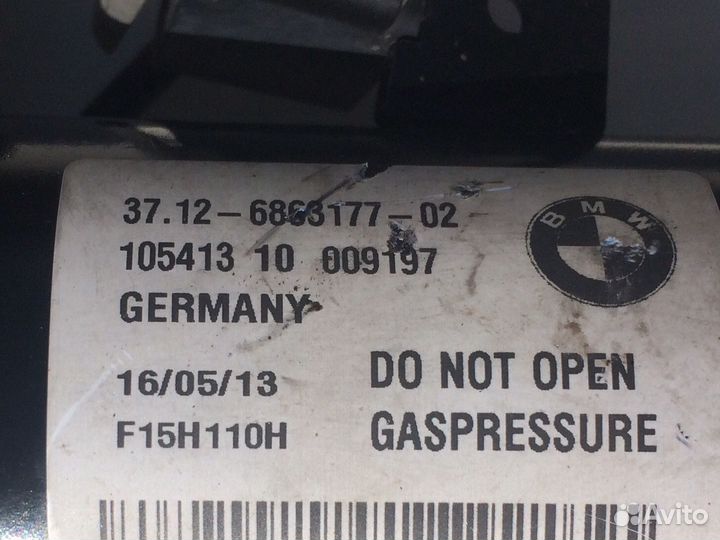 37.12-6863177-02
105413 10 009197
GERMANY
BMW
16/05/13
DO NOT OPEN
F15H110H
GASPRESSURE
Avito